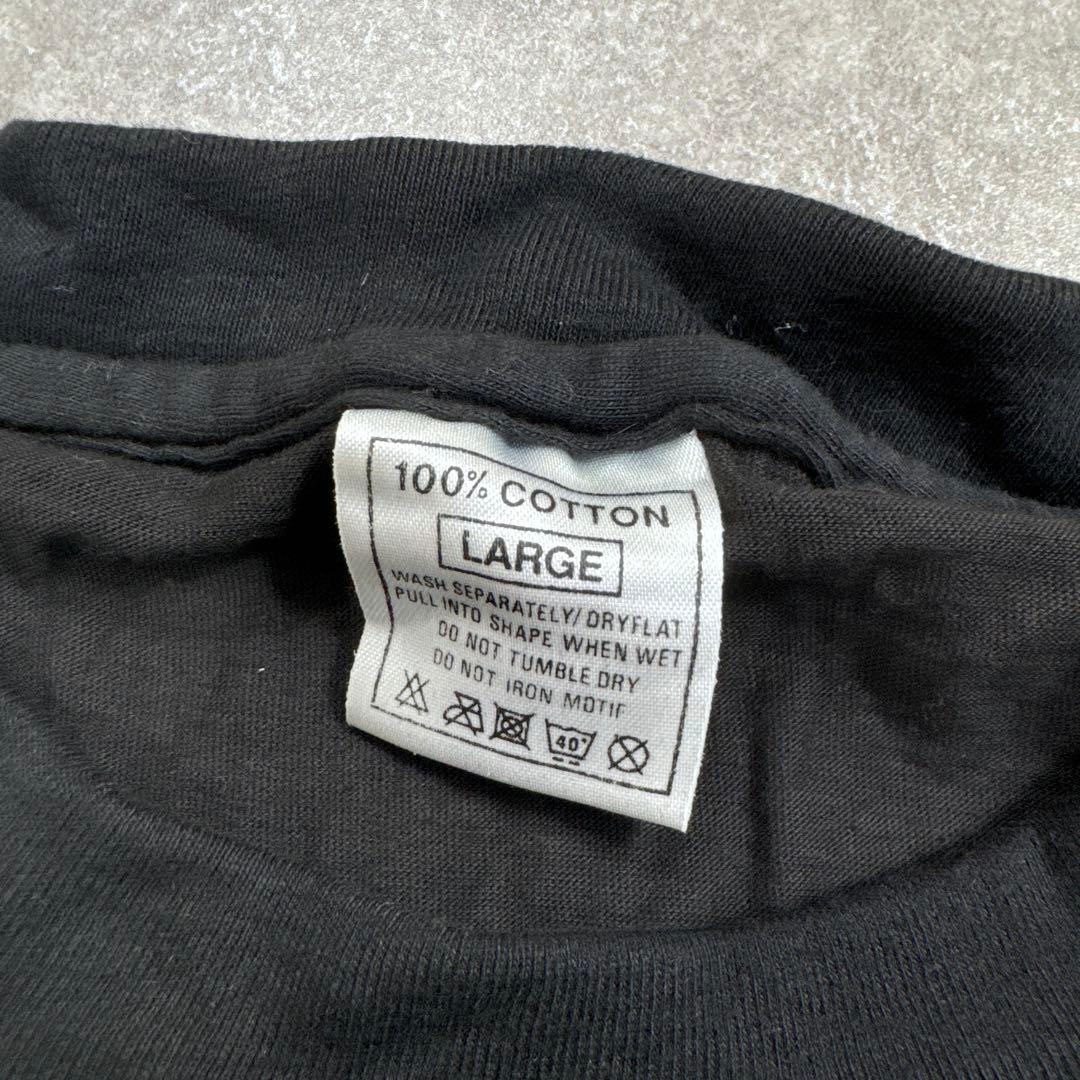 100% COTTON
LARGE
WASH SEPARATELY/DRYFLAT
PULL INTO SHAPE WHEN WET
DO NOT TUMBLE DRY
DO NOT IRON MOTIF
40°